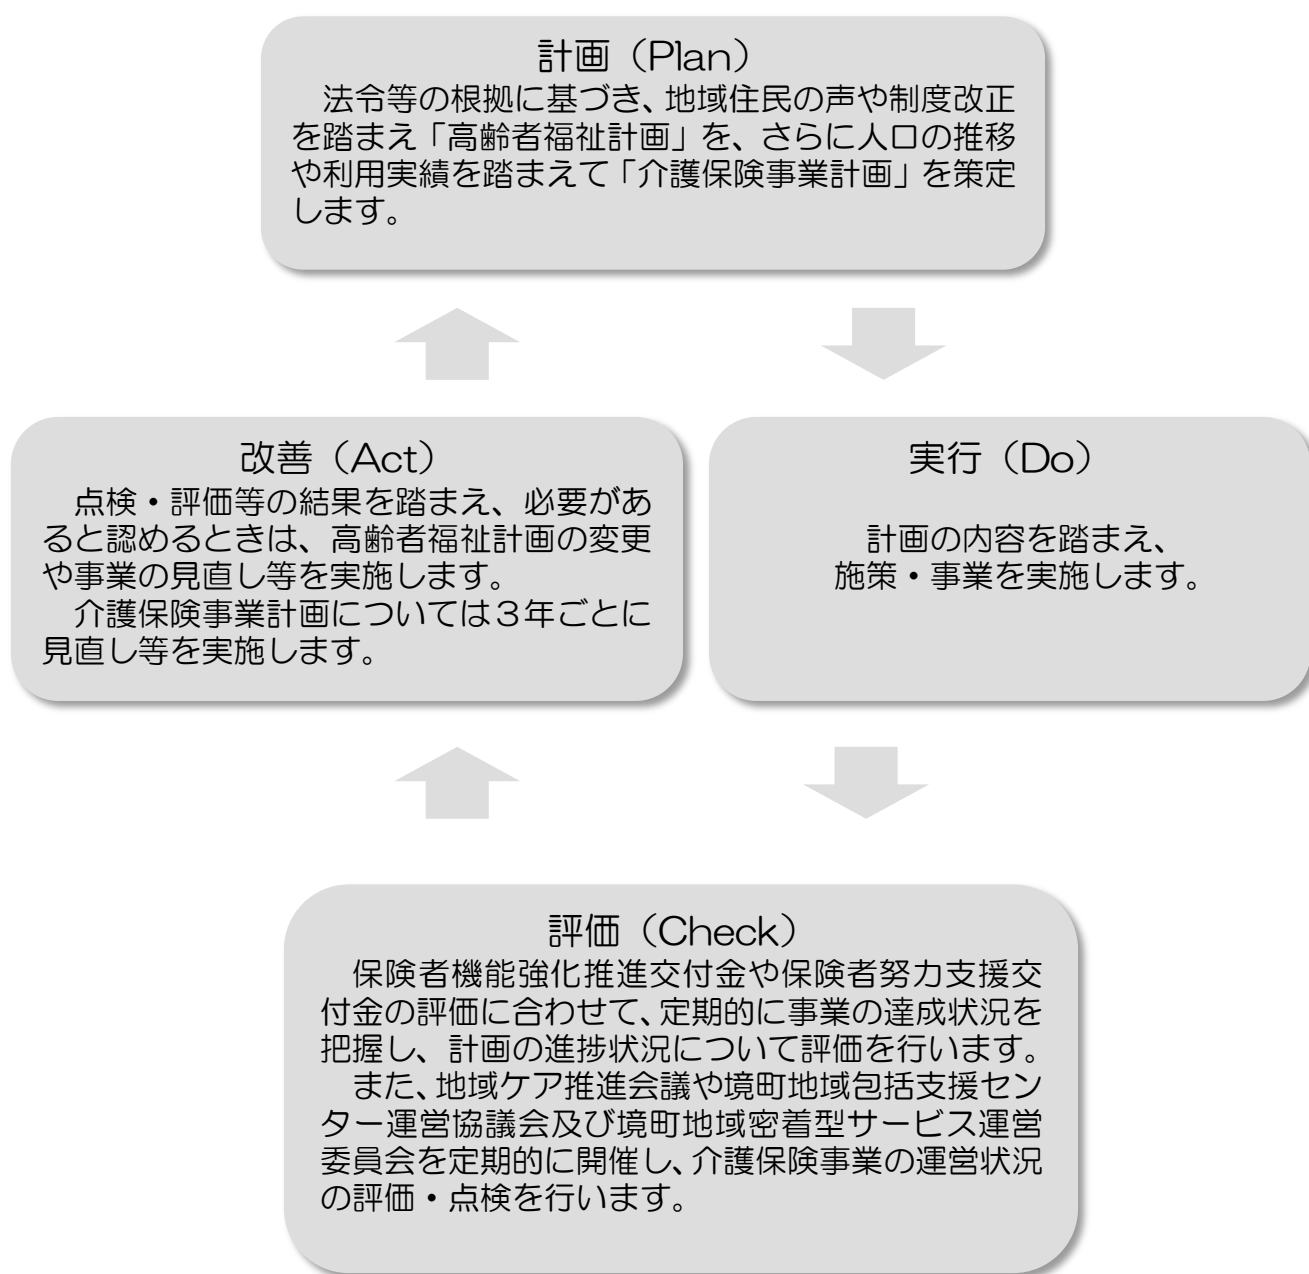 計画（Plan）
法令等の根拠に基づき、地域住民の声や制度改正
を踏まえ「高齢者福祉計画」を、さらに人口の推移
や利用実績を踏まえて「介護保険事業計画」を策定
します。
改善（Act）
点検・評価等の結果を踏まえ、必要があ
ると認めるときは、高齢者福祉計画の変更
や事業の見直し等を実施します。
介護保険事業計画については３年ごとに
見直し等を実施します。
実行（Do）
計画の内容を踏まえ、
施策・事業を実施します。
評価（Check）
保険者機能強化推進交付金や保険者努力支援交
付金の評価に合わせて、定期的に事業の達成状況を
把握し、計画の進捗状況について評価を行います。
また、地域ケア推進会議や境町地域包括支援セン
ター運営協議会及び境町地域密着型サービス運営
委員会を定期的に開催し、介護保険事業の運営状況
の評価・点検を行います。